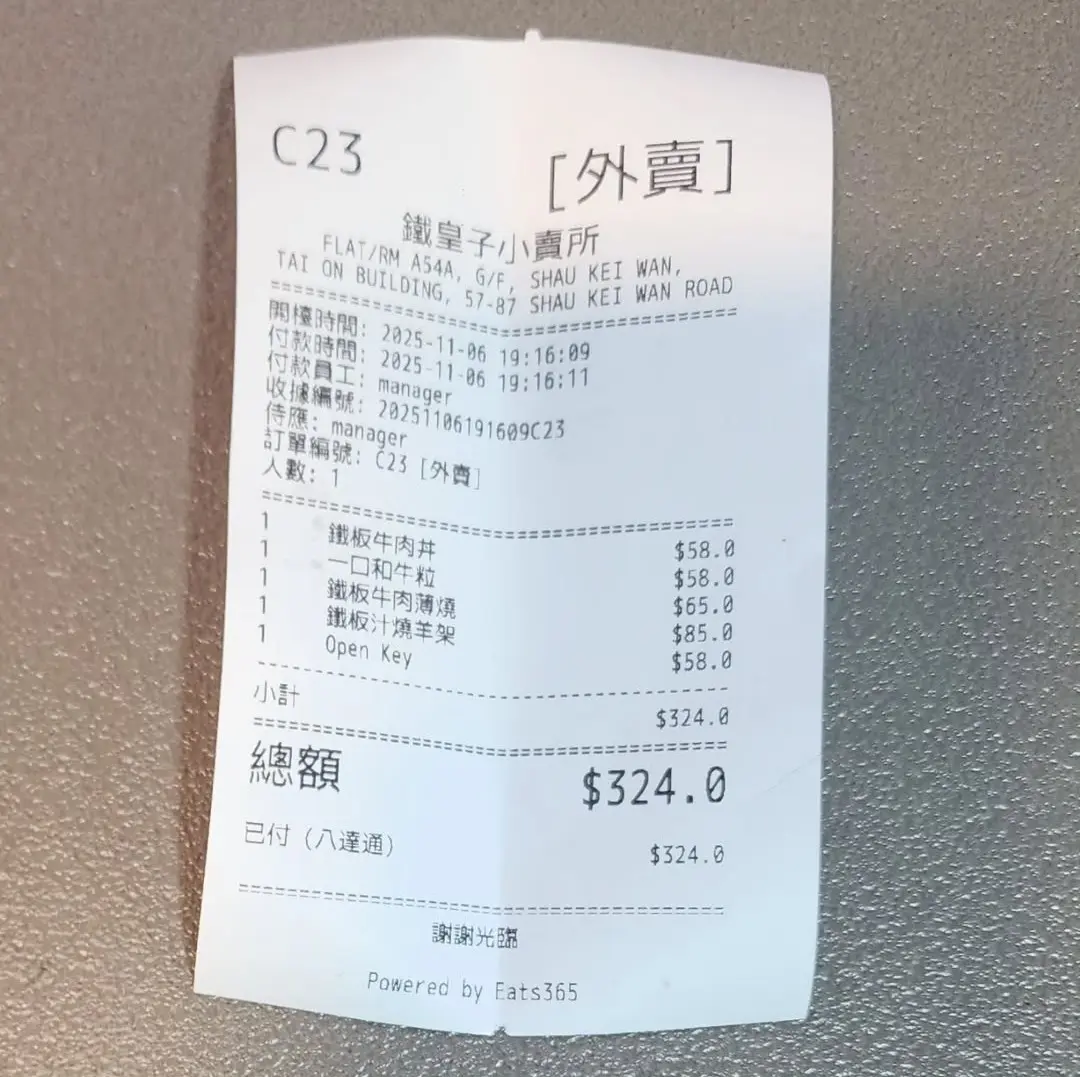 C23
[外賣]
鐵皇子小賣所
FLAT/RM A54A, G/F, SHAU KEI WAN,
TAI ON BUILDING, 57-87 SHAU KEI WAN ROAD
開檯時間: 2025-11-06 19:16:09
付款時間: 2025-11-06 19:16:11
付款員工: manager
收據編號: 20251106191609C23
侍應: manager
訂單編號: C23 [外賣]
人數: 1
1 鐵板牛肉丼 $58.0
1 一口和牛粒 $58.0
1 鐵板牛肉薄燒 $65.0
1 鐵板汁燒羊架 $85.0
1 Open Key $58.0
小計 $324.0
總額 $324.0
已付 (八達通) $324.0
謝謝光臨
Powered by Eats365